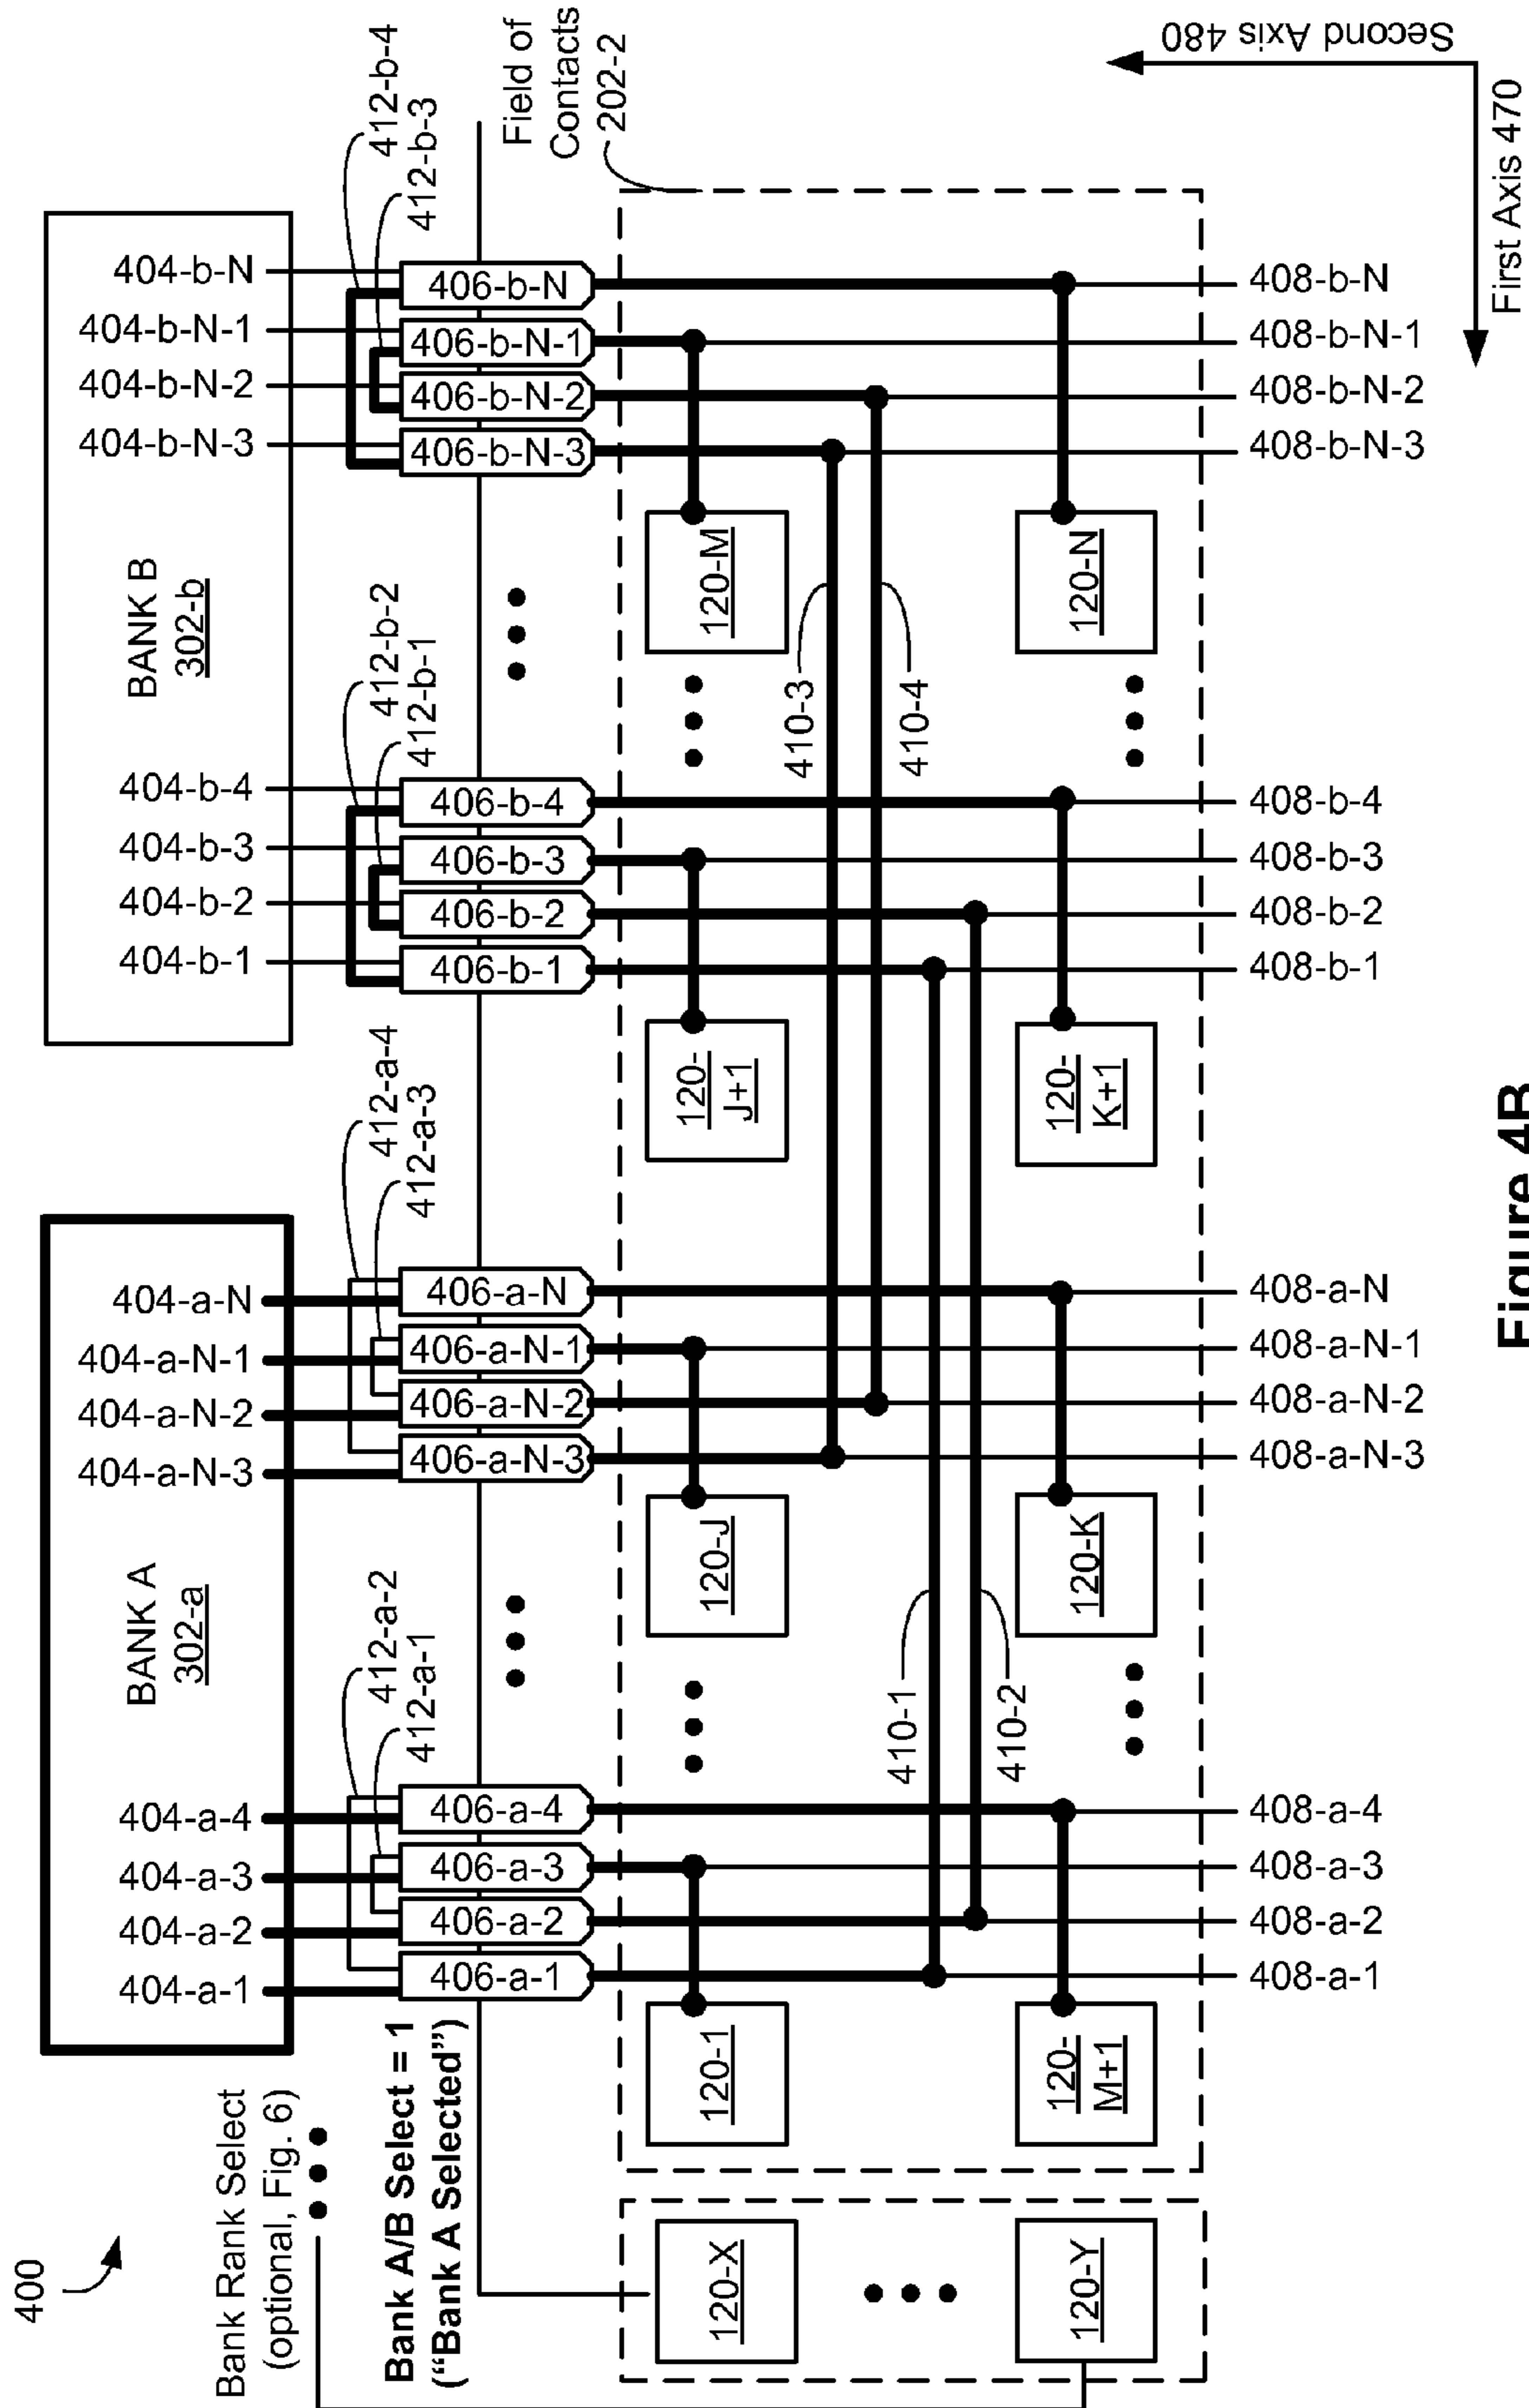 400
Bank Rank Select
(optional, Fig. 6)
Bank A/B Select = 1
("Bank A Selected")
BANK A
302-a
BANK B
302-b
404-a-1
404-a-2
404-a-3
404-a-4
404-a-N-3
404-a-N-2
404-a-N-1
404-a-N
404-b-1
404-b-2
404-b-3
404-b-4
404-b-N-3
404-b-N-2
404-b-N-1
404-b-N
412-a-2
412-a-1
412-a-4
412-a-3
412-b-2
412-b-1
412-b-4
412-b-3
406-a-1
406-a-2
406-a-3
406-a-4
406-a-N-3
406-a-N-2
406-a-N-1
406-a-N
406-b-1
406-b-2
406-b-3
406-b-4
406-b-N-3
406-b-N-2
406-b-N-1
406-b-N
Field of
Contacts
202-2
120-X
120-1
120-J
120-
J+1
120-M
410-3
410-4
410-1
410-2
120-Y
120-
M+1
120-K
120-
K+1
120-N
408-a-1
408-a-2
408-a-3
408-a-4
408-a-N-3
408-a-N-2
408-a-N-1
408-a-N
408-b-1
408-b-2
408-b-3
408-b-4
408-b-N-3
408-b-N-2
408-b-N-1
408-b-N
Second Axis 480
First Axis 470
Figure 4B